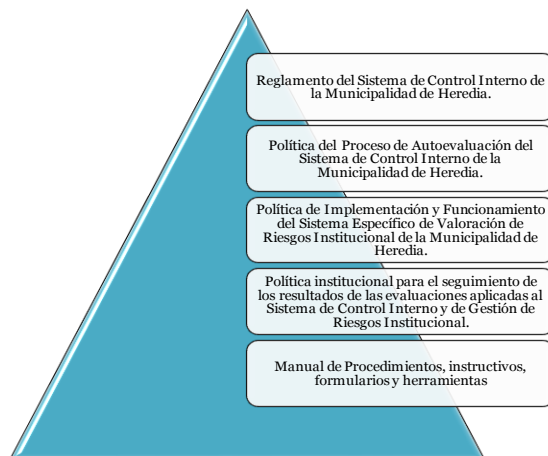 Reglamento del Sistema de Control Interno de
la Municipalidad de Heredia.
Política del Proceso de Autoevaluación del
Sistema de Control Interno de la
Municipalidad de Heredia.
Política de Implementación y Funcionamiento
del Sistema Específico de Valoración de
Riesgos Institucional de la Municipalidad de
Heredia.
Política institucional para el seguimiento de
los resultados de las evaluaciones aplicadas al
Sistema de Control Interno y de Gestión de
Riesgos Institucional.
Manual de Procedimientos, instructivos,
formularios y herramientas